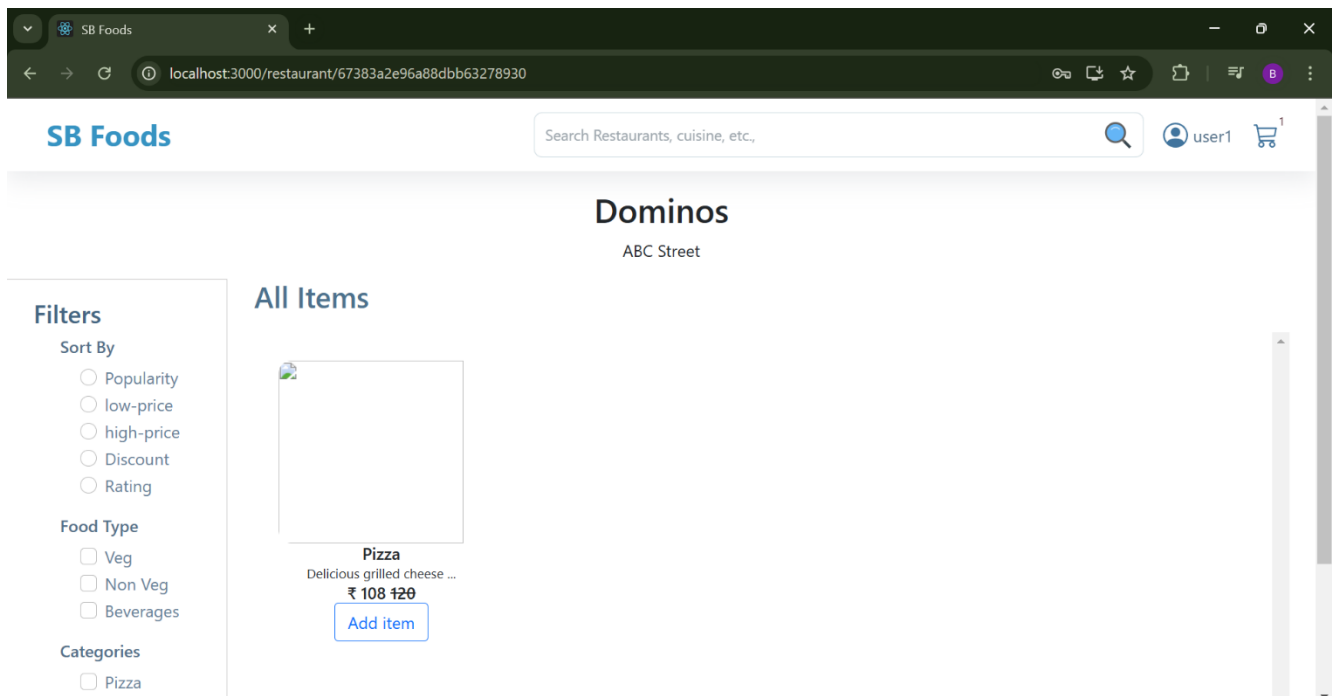 SB Foods
localhost:3000/restaurant/67383a2e96a88dbb63278930
B
SB Foods
Search Restaurants, cuisine, etc.,
user1
1
Dominos
ABC Street
Filters
Sort By
Popularity
low-price
high-price
Discount
Rating
Food Type
Veg
Non Veg
Beverages
Categories
Pizza
All Items
Pizza
Delicious grilled cheese ...
₹ 108 120
Add item